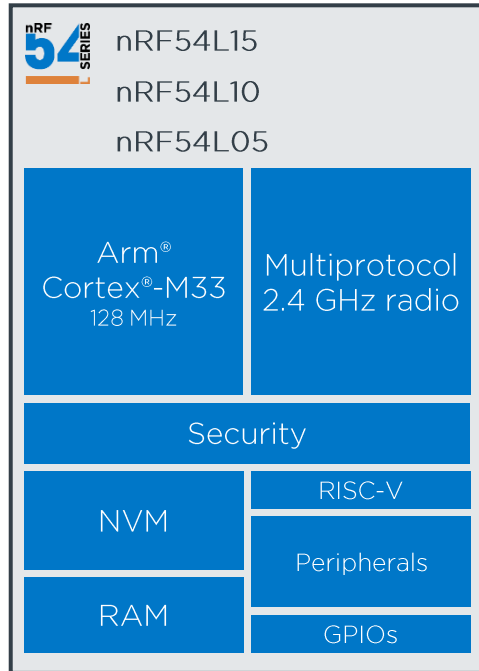 nRF
54
L SERIES
nRF54L15
nRF54L10
nRF54L05
Arm®
Cortex®-M33
128 MHz
Multiprotocol
2.4 GHz radio
Security
NVM
RISC-V
Peripherals
RAM
GPIOs